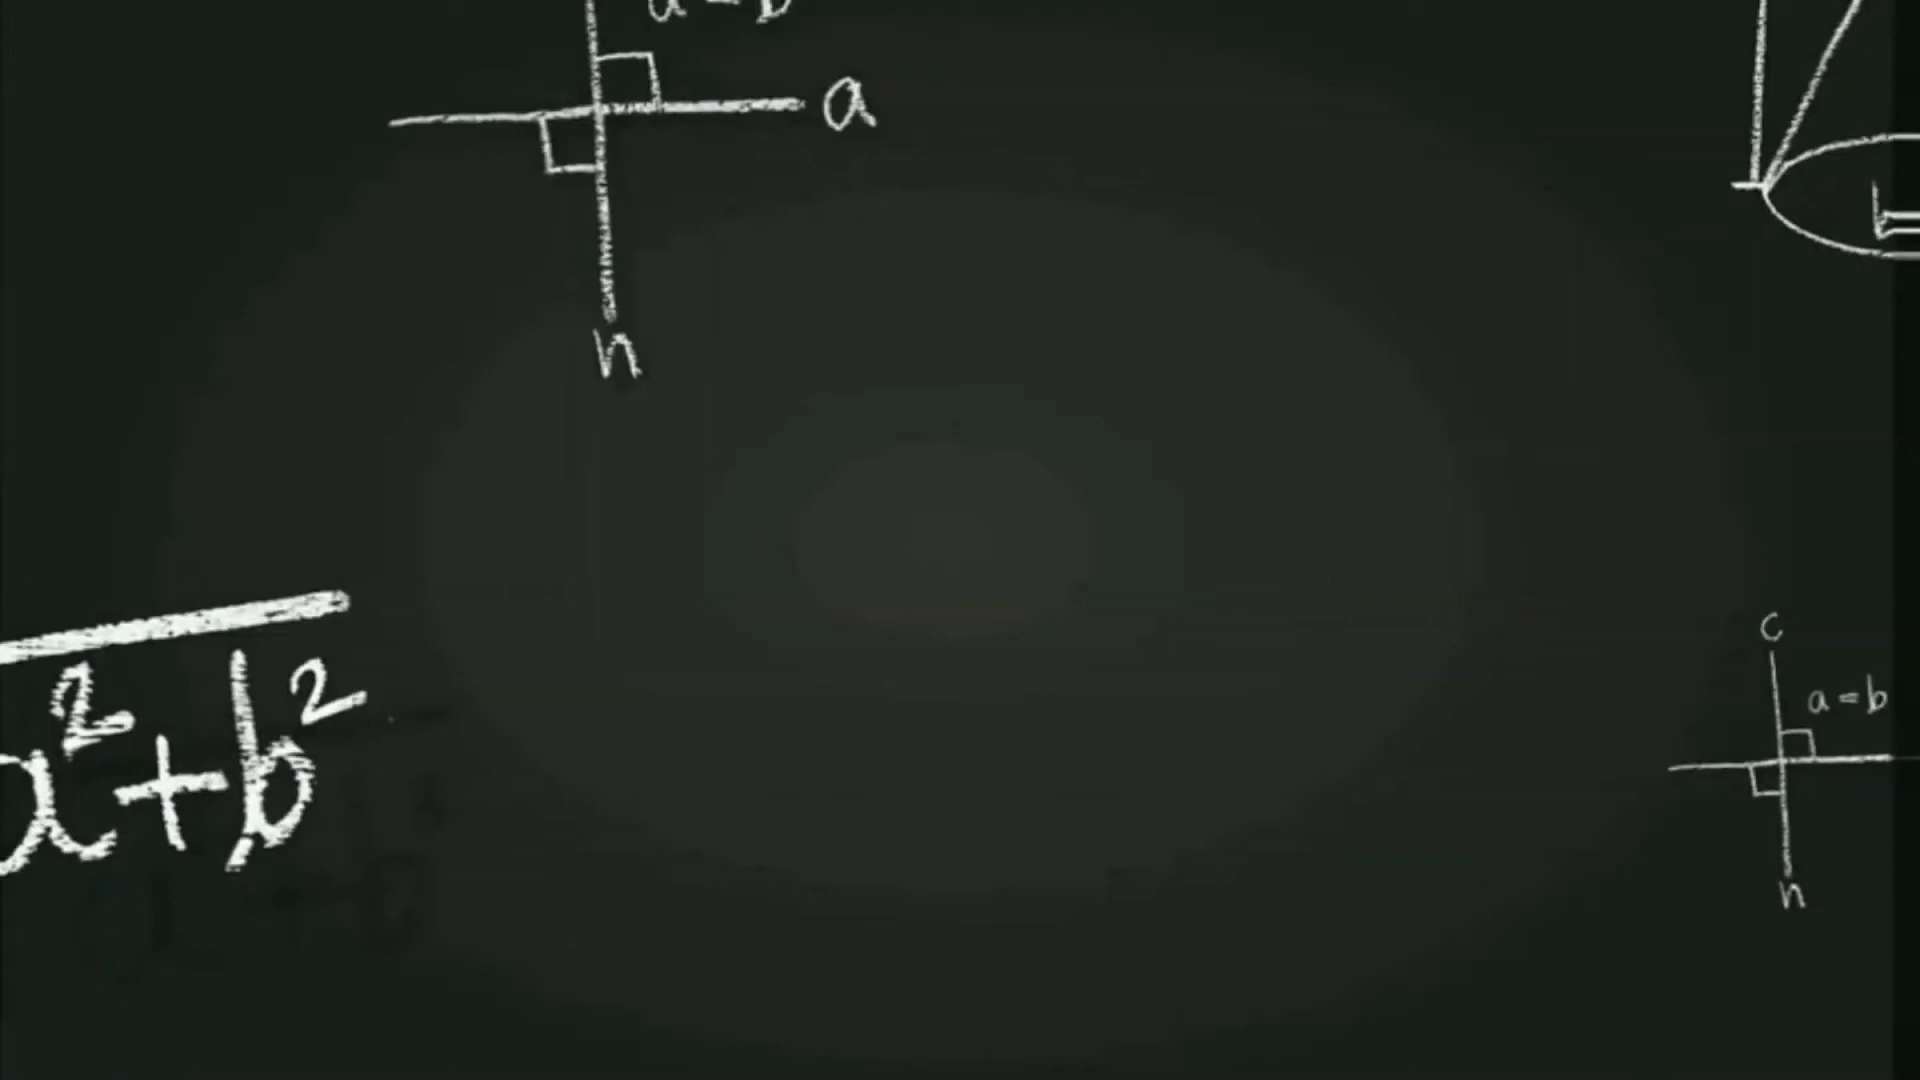 a = b
a
n
a²+b²
c
a = b
n